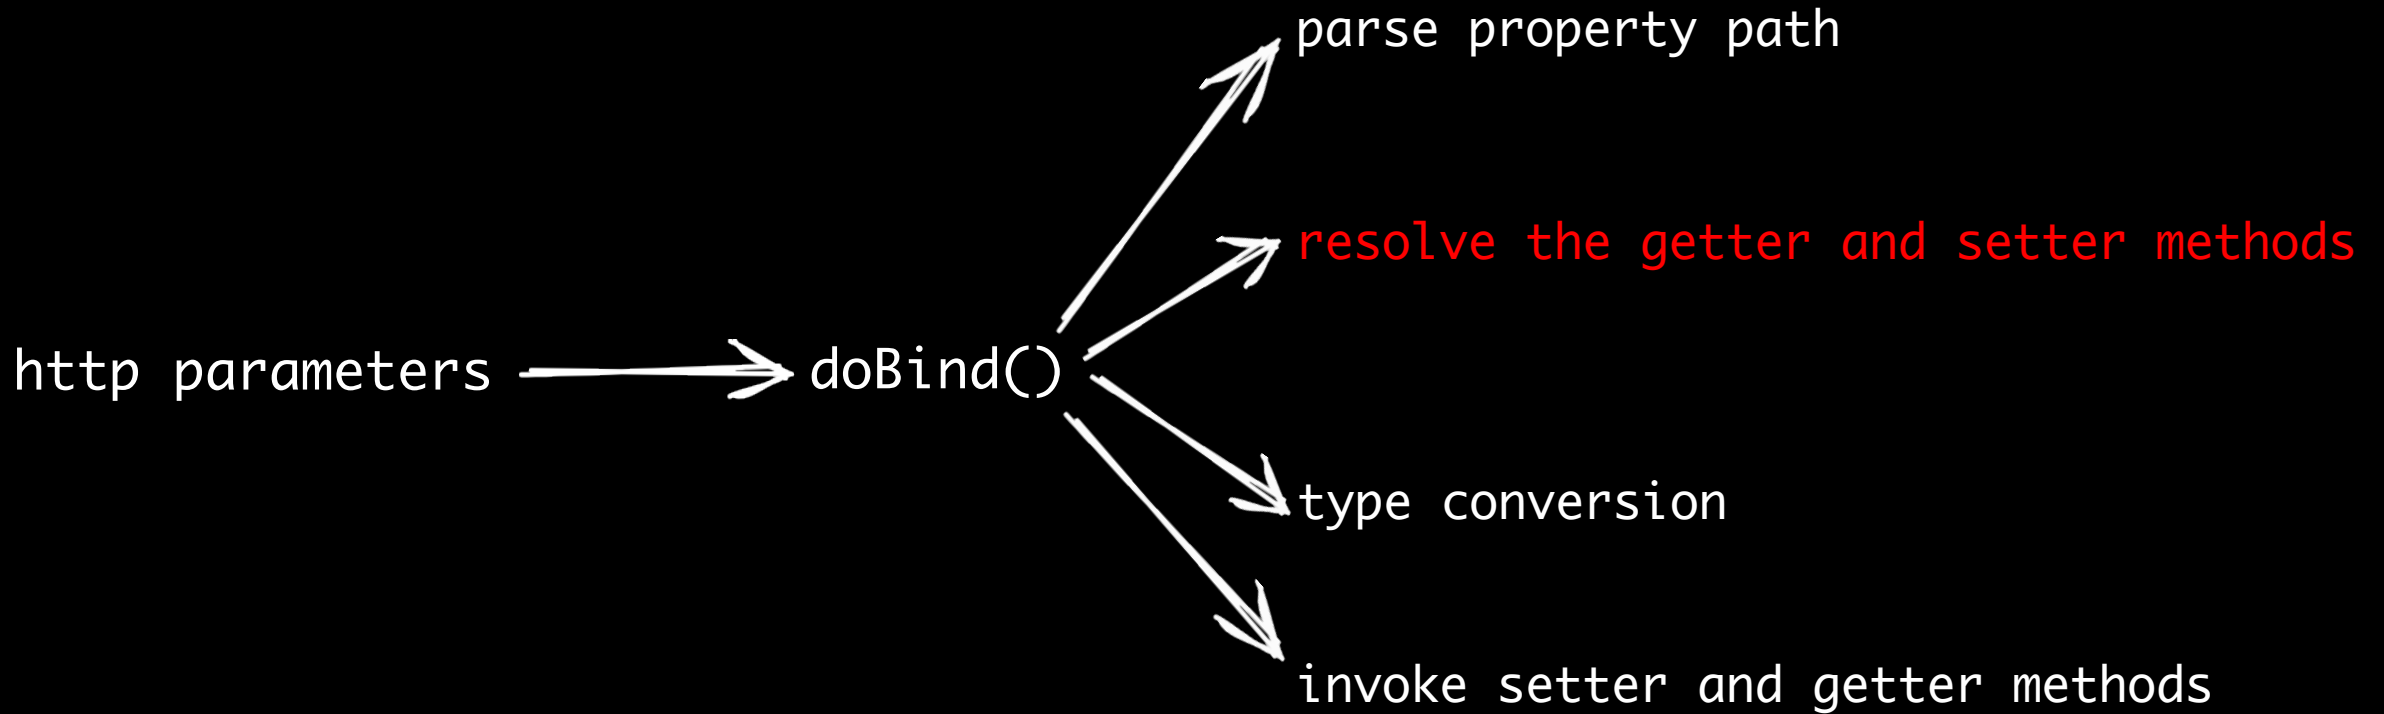 parse property path
resolve the getter and setter methods
http parameters
doBind()
type conversion
invoke setter and getter methods